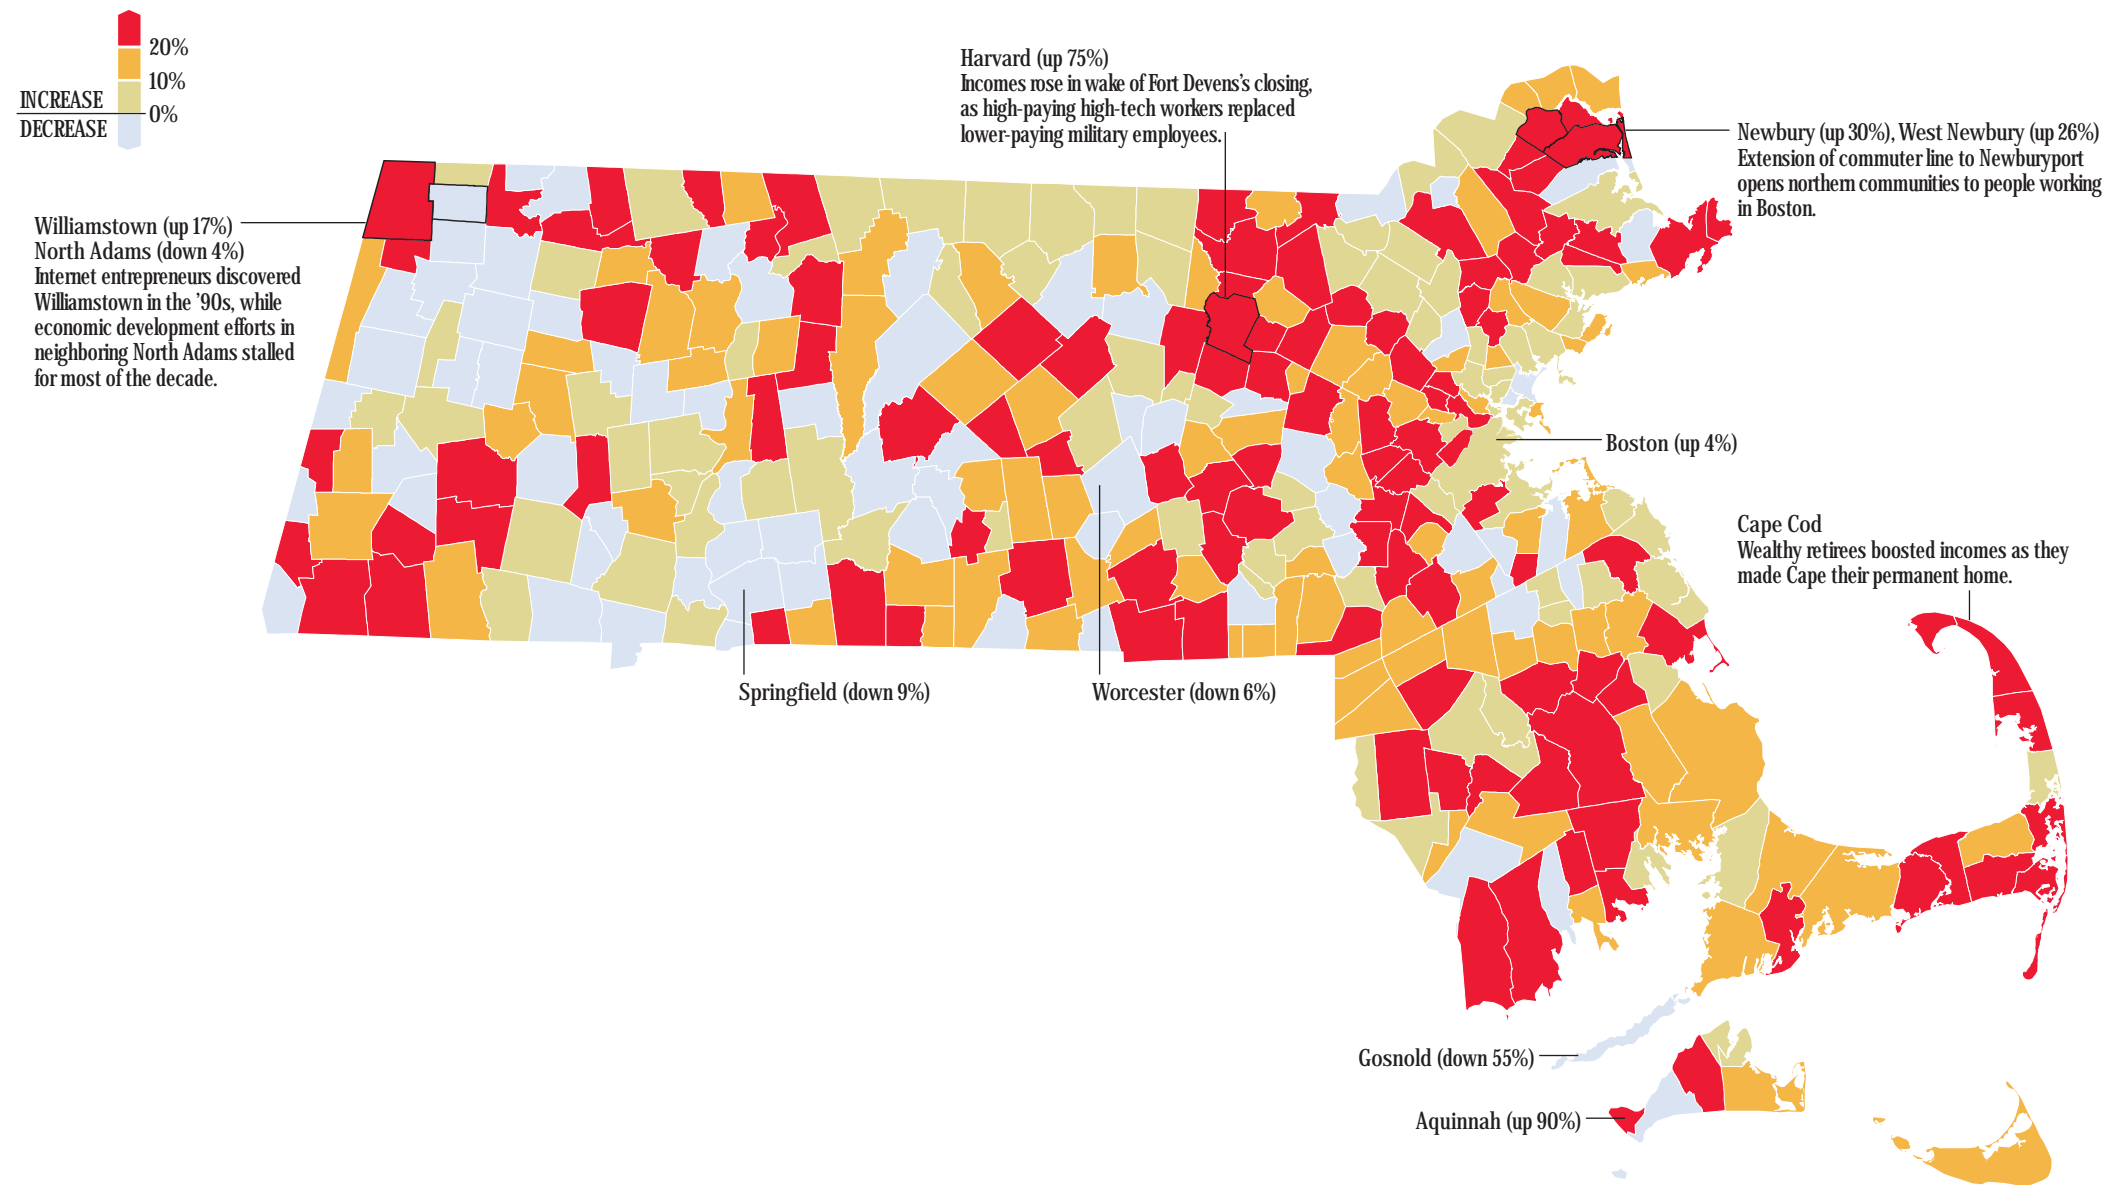 20%
10%
INCREASE
0%
DECREASE
Harvard (up 75%)
Incomes rose in wake of Fort Devens's closing,
as high-paying high-tech workers replaced
lower-paying military employees.
Newbury (up 30%), West Newbury (up 26%)
Extension of commuter line to Newburyport
opens northern communities to people working
in Boston.
Williamstown (up 17%)
North Adams (down 4%)
Internet entrepreneurs discovered
Williamstown in the '90s, while
economic development efforts in
neighboring North Adams stalled
for most of the decade.
Boston (up 4%)
Cape Cod
Wealthy retirees boosted incomes as they
made Cape their permanent home.
Springfield (down 9%)
Worcester (down 6%)
Gosnold (down 55%)
Aquinnah (up 90%)